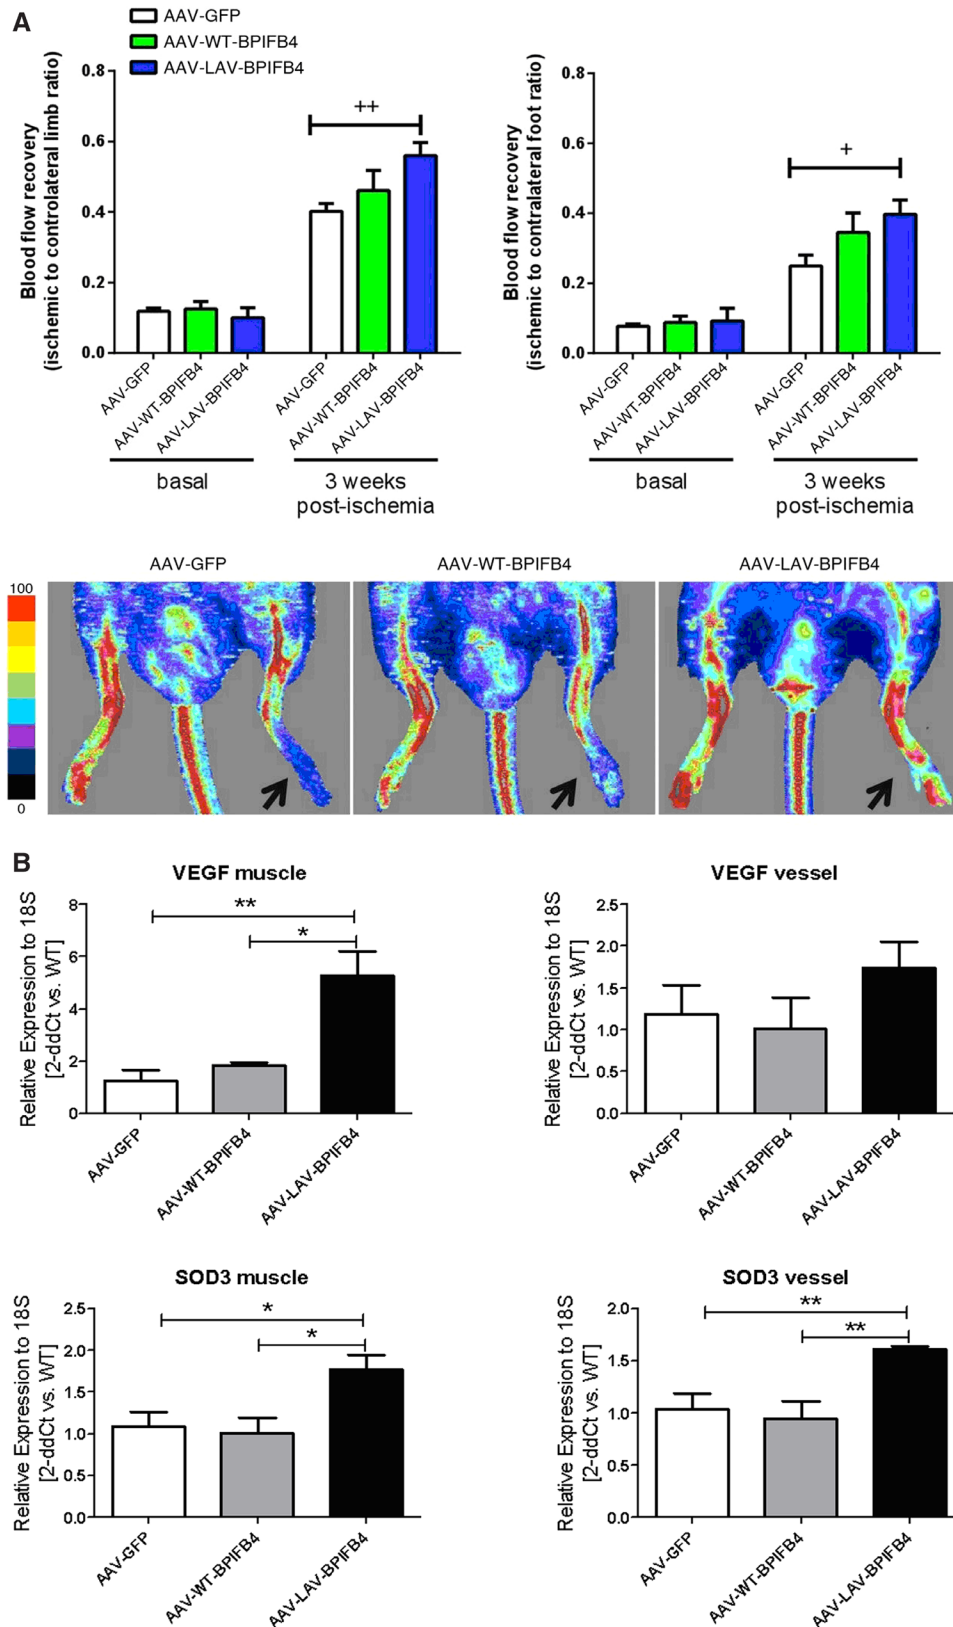 A
AAV-GFP
AAV-WT-BPIFB4
AAV-LAV-BPIFB4
Blood flow recovery
(ischemic to controlateral limb ratio)
0.8
0.6
0.4
0.2
0.0
++
AAV-GFP
AAV-WT-BPIFB4
AAV-LAV-BPIFB4
AAV-GFP
AAV-WT-BPIFB4
AAV-LAV-BPIFB4
basal
3 weeks
post-ischemia
Blood flow recovery
(ischemic to contralateral foot ratio)
0.8
0.6
0.4
0.2
0.0
+
AAV-GFP
AAV-WT-BPIFB4
AAV-LAV-BPIFB4
AAV-GFP
AAV-WT-BPIFB4
AAV-LAV-BPIFB4
basal
3 weeks
post-ischemia
AAV-GFP
AAV-WT-BPIFB4
AAV-LAV-BPIFB4
100
0
B
VEGF muscle
Relative Expression to 18S
[2-ddCt vs. WT]
8
6
4
2
0
**
*
AAV-GFP
AAV-WT-BPIFB4
AAV-LAV-BPIFB4
VEGF vessel
Relative Expression to 18S
[2-ddCt vs. WT]
2.5
2.0
1.5
1.0
0.5
0.0
AAV-GFP
AAV-WT-BPIFB4
AAV-LAV-BPIFB4
SOD3 muscle
Relative Expression to 18S
[2-ddCt vs. WT]
2.5
2.0
1.5
1.0
0.5
0.0
*
*
AAV-GFP
AAV-WT-BPIFB4
AAV-LAV-BPIFB4
SOD3 vessel
Relative Expression to 18S
[2-ddCt vs. WT]
2.0
1.5
1.0
0.5
0.0
**
**
AAV-GFP
AAV-WT-BPIFB4
AAV-LAV-BPIFB4